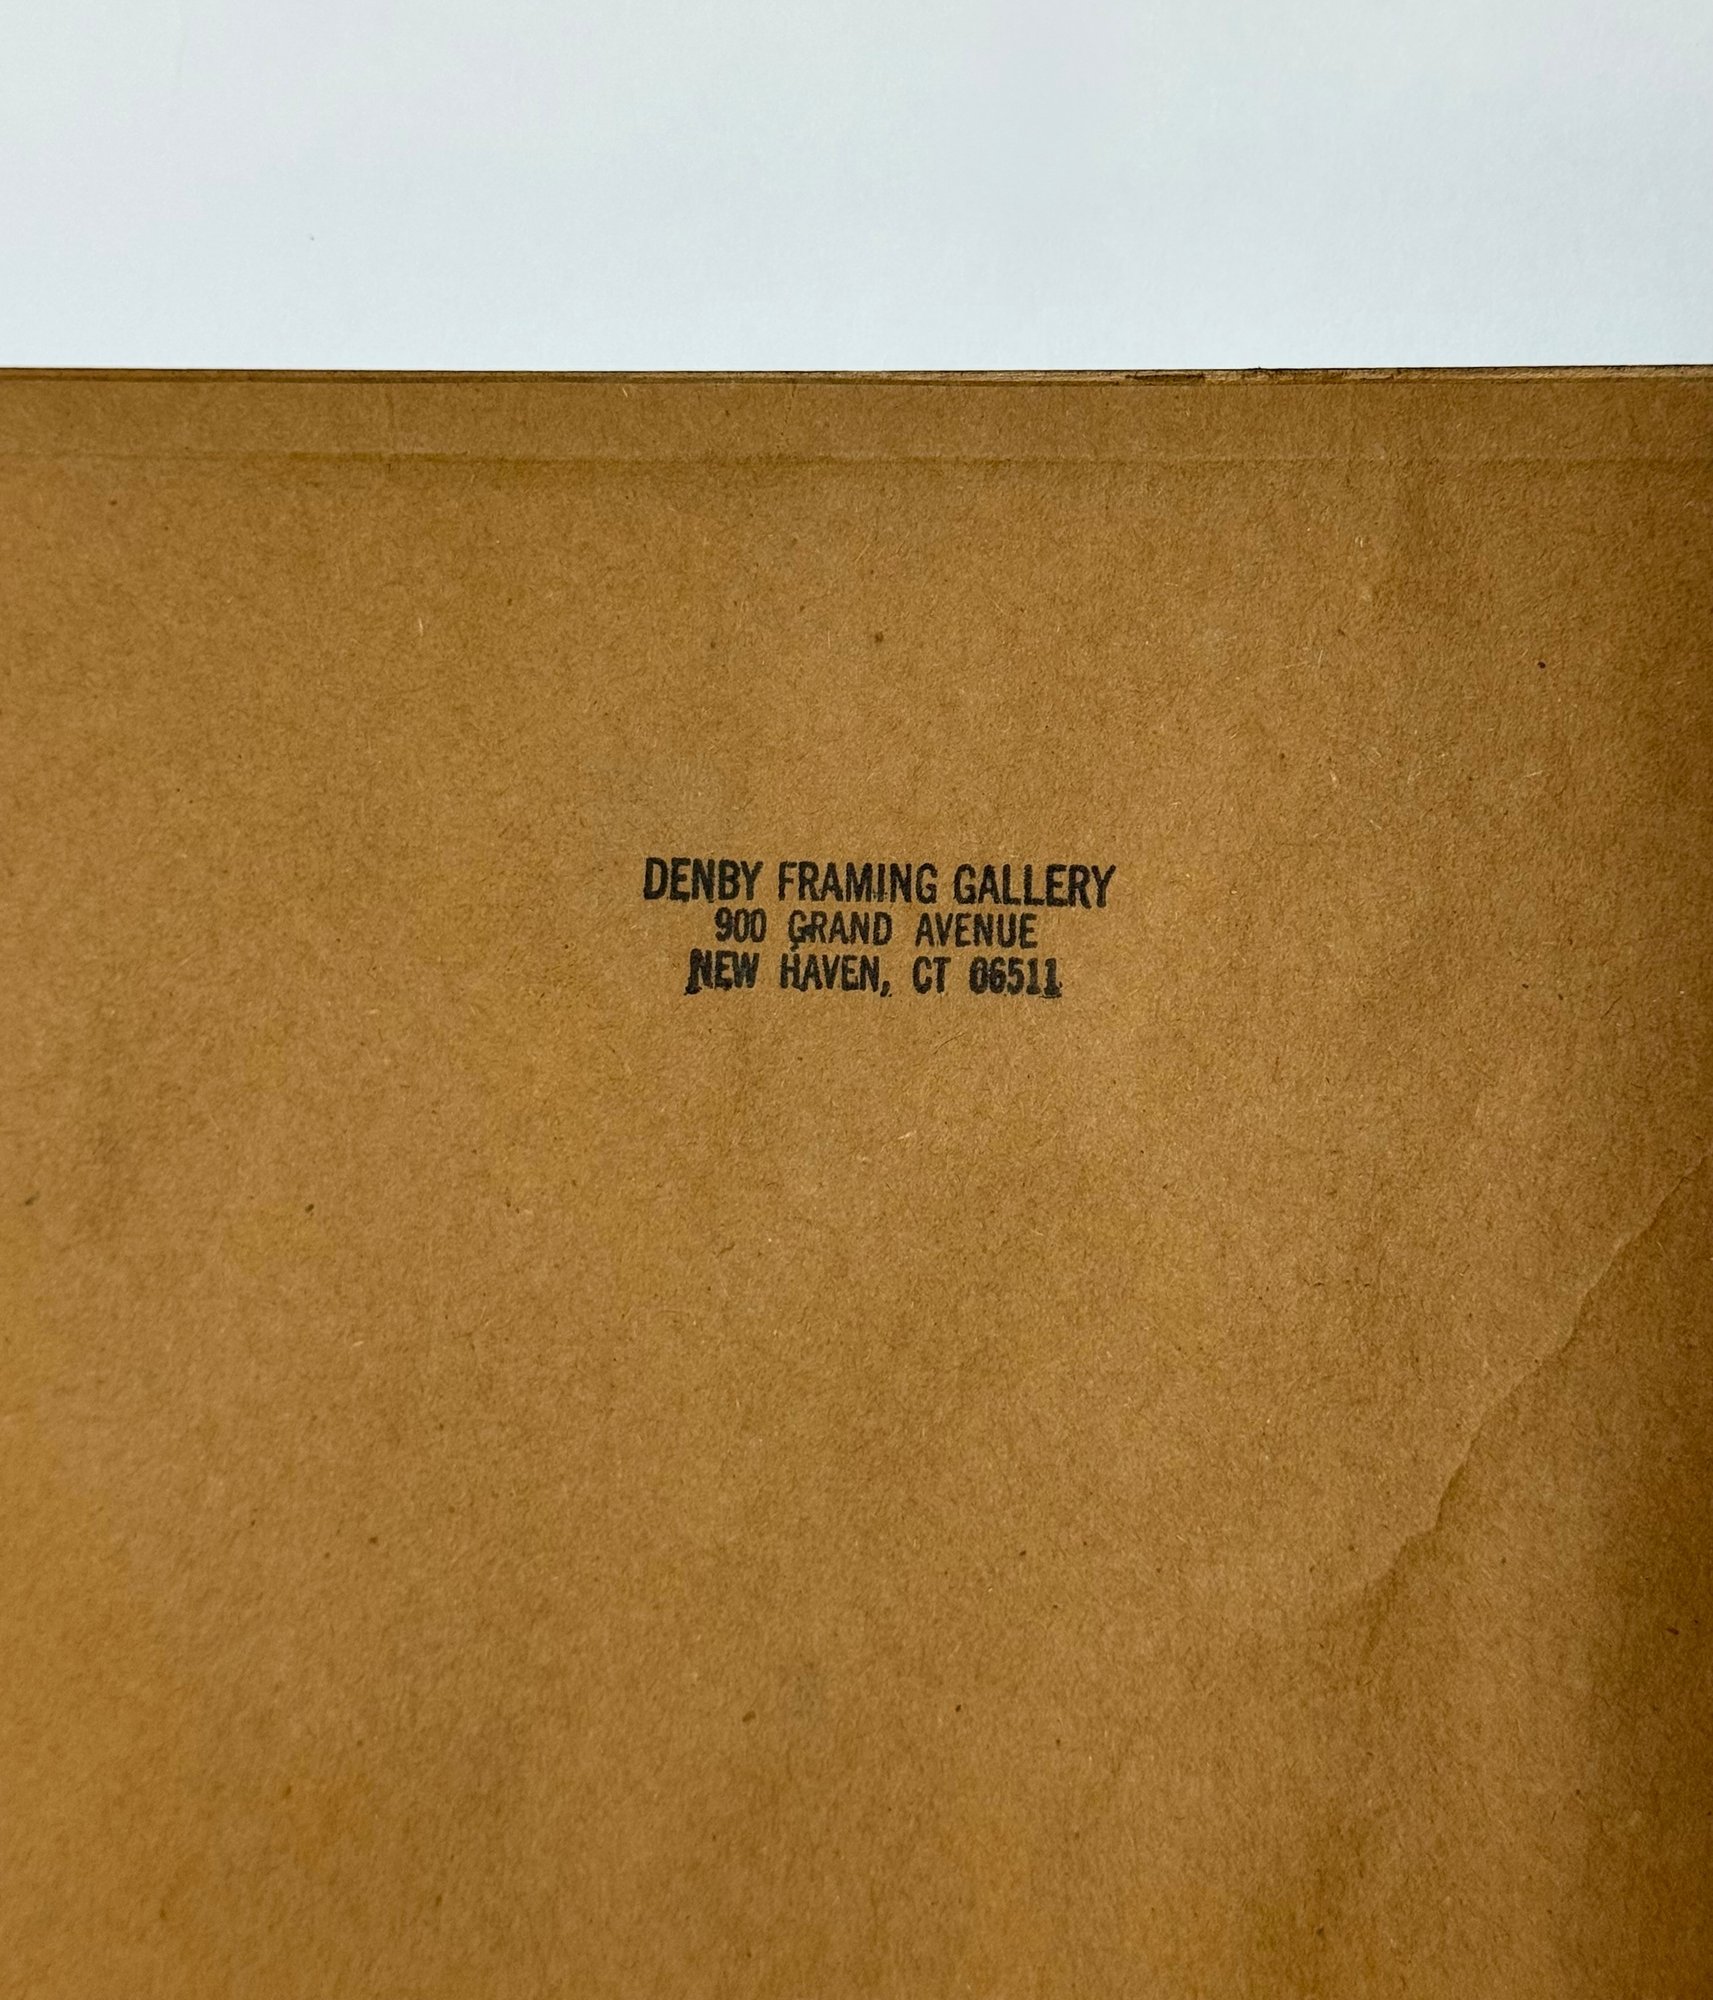 DENBY FRAMING GALLERY
900 GRAND AVENUE
NEW HAVEN, CT 06511